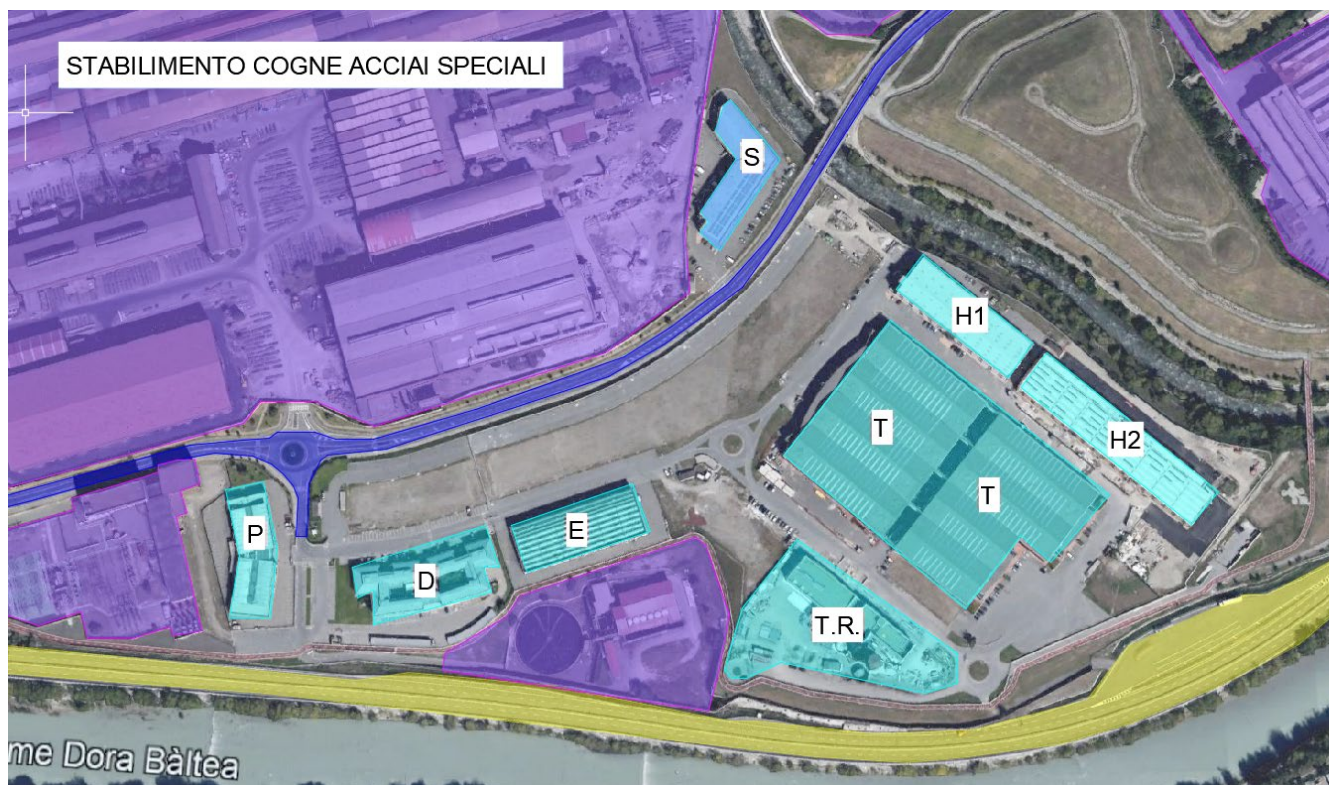 STABILIMENTO COGNE ACCIAI SPECIALI
S
H1
H2
T
T
P
E
D
T.R.
me Dora Bàltea